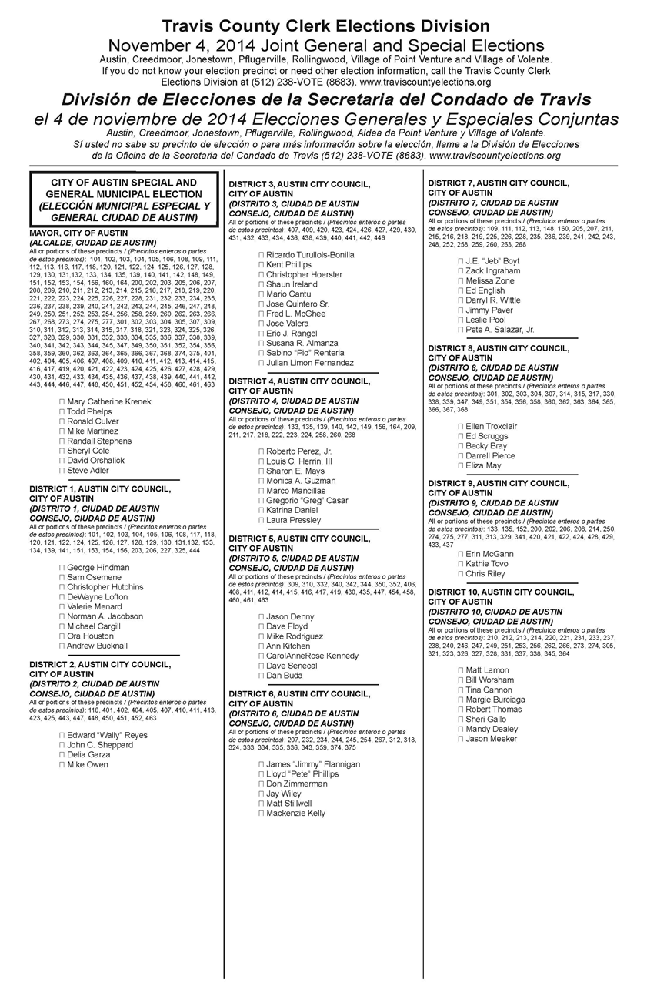 Travis County Clerk Elections Division
November 4, 2014 Joint General and Special Elections
Austin, Creedmoor, Jonestown, Pflugerville, Rollingwood, Village of Point Venture and Village of Volente.
If you do not know your election precinct or need other election information, call the Travis County Clerk
Elections Division at (512) 238-VOTE (8683). www.traviscountyelections.org
División de Elecciones de la Secretaria del Condado de Travis
el 4 de noviembre de 2014 Elecciones Generales y Especiales Conjuntas
Austin, Creedmoor, Jonestown, Pflugerville, Rollingwood, Aldea de Point Venture y Village of Volente.
Sí usted no sabe su precinto de elección o para más información sobre la elección, llame a la División de Elecciones
de la Oficina de la Secretaria del Condado de Travis (512) 238-VOTE (8683). www.traviscountyelections.org
CITY OF AUSTIN SPECIAL AND
GENERAL MUNICIPAL ELECTION
(ELECCIÓN MUNICIPAL ESPECIAL Y
GENERAL CIUDAD DE AUSTIN)
MAYOR, CITY OF AUSTIN
(ALCALDE, CIUDAD DE AUSTIN)
All or portions of these precincts / (Precintos enteros o partes
de estos precintos): 101, 102, 103, 104, 105, 106, 108, 109, 111,
112, 113, 116, 117, 118, 120, 121, 122, 124, 125, 126, 127, 128,
129, 130, 131,132, 133, 134, 135, 139, 140, 141, 142, 148, 149,
151, 152, 153, 154, 156, 160, 164, 200, 202, 203, 205, 206, 207,
208, 209, 210, 211, 212, 213, 214, 215, 216, 217, 218, 219, 220,
221, 222, 223, 224, 225, 226, 227, 228, 231, 232, 233, 234, 235,
236, 237, 238, 239, 240, 241, 242, 243, 244, 245, 246, 247, 248,
249, 250, 251, 252, 253, 254, 256, 258, 259, 260, 262, 263, 266,
267, 268, 273, 274, 275, 277, 301, 302, 303, 304, 305, 307, 309,
310, 311, 312, 313, 314, 315, 317, 318, 321, 323, 324, 325, 326,
327, 328, 329, 330, 331, 332, 333, 334, 335, 336, 337, 338, 339,
340, 341, 342, 343, 344, 345, 347, 349, 350, 351, 352, 354, 356,
358, 359, 360, 362, 363, 364, 365, 366, 367, 368, 374, 375, 401,
402, 404, 405, 406, 407, 408, 409, 410, 411, 412, 413, 414, 415,
416, 417, 419, 420, 421, 422, 423, 424, 425, 426, 427, 428, 429,
430, 431, 432, 433, 434, 435, 436, 437, 438, 439, 440, 441, 442,
443, 444, 446, 447, 448, 450, 451, 452, 454, 458, 460, 461, 463
Mary Catherine Krenek
Todd Phelps
Ronald Culver
Mike Martinez
Randall Stephens
Sheryl Cole
David Orshalick
Steve Adler
DISTRICT 1, AUSTIN CITY COUNCIL,
CITY OF AUSTIN
(DISTRITO 1, CIUDAD DE AUSTIN
CONSEJO, CIUDAD DE AUSTIN)
All or portions of these precincts / (Precintos enteros o partes
de estos precintos): 101, 102, 103, 104, 105, 106, 108, 117, 118,
120, 121, 122, 124, 125, 126, 127, 128, 129, 130, 131,132, 133,
134, 139, 141, 151, 153, 154, 156, 203, 206, 227, 325, 444
George Hindman
Sam Osemene
Christopher Hutchins
DeWayne Lofton
Valerie Menard
Norman A. Jacobson
Michael Cargill
Ora Houston
Andrew Bucknall
DISTRICT 2, AUSTIN CITY COUNCIL,
CITY OF AUSTIN
(DISTRITO 2, CIUDAD DE AUSTIN
CONSEJO, CIUDAD DE AUSTIN)
All or portions of these precincts / (Precintos enteros o partes
de estos precintos): 116, 401, 402, 404, 405, 407, 410, 411, 413,
423, 425, 443, 447, 448, 450, 451, 452, 463
Edward “Wally” Reyes
John C. Sheppard
Delia Garza
Mike Owen
DISTRICT 3, AUSTIN CITY COUNCIL,
CITY OF AUSTIN
(DISTRITO 3, CIUDAD DE AUSTIN
CONSEJO, CIUDAD DE AUSTIN)
All or portions of these precincts / (Precintos enteros o partes
de estos precintos): 407, 409, 420, 423, 424, 426, 427, 429, 430,
431, 432, 433, 434, 436, 438, 439, 440, 441, 442, 446
Ricardo Turullols-Bonilla
Kent Phillips
Christopher Hoerster
Shaun Ireland
Mario Cantu
Jose Quintero Sr.
Fred L. McGhee
Jose Valera
Eric J. Rangel
Susana R. Almanza
Sabino “Pio” Renteria
Julian Limon Fernandez
DISTRICT 4, AUSTIN CITY COUNCIL,
CITY OF AUSTIN
(DISTRITO 4, CIUDAD DE AUSTIN
CONSEJO, CIUDAD DE AUSTIN)
All or portions of these precincts / (Precintos enteros o partes
de estos precintos): 133, 135, 139, 140, 142, 149, 156, 164, 209,
211, 217, 218, 222, 223, 224, 258, 260, 268
Roberto Perez, Jr.
Louis C. Herrin, III
Sharon E. Mays
Monica A. Guzman
Marco Mancillas
Gregorio “Greg” Casar
Katrina Daniel
Laura Pressley
DISTRICT 5, AUSTIN CITY COUNCIL,
CITY OF AUSTIN
(DISTRITO 5, CIUDAD DE AUSTIN
CONSEJO, CIUDAD DE AUSTIN)
All or portions of these precincts / (Precintos enteros o partes
de estos precintos): 309, 310, 332, 340, 342, 344, 350, 352, 406,
408, 411, 412, 414, 415, 416, 417, 419, 430, 435, 447, 454, 458,
460, 461, 463
Jason Denny
Dave Floyd
Mike Rodriguez
Ann Kitchen
CarolAnneRose Kennedy
Dave Senecal
Dan Buda
DISTRICT 6, AUSTIN CITY COUNCIL,
CITY OF AUSTIN
(DISTRITO 6, CIUDAD DE AUSTIN
CONSEJO, CIUDAD DE AUSTIN)
All or portions of these precincts / (Precintos enteros o partes
de estos precintos): 207, 232, 234, 244, 245, 254, 267, 312, 318,
324, 333, 334, 335, 336, 343, 359, 374, 375
James “Jimmy” Flannigan
Lloyd “Pete” Phillips
Don Zimmerman
Jay Wiley
Matt Stillwell
Mackenzie Kelly
DISTRICT 7, AUSTIN CITY COUNCIL,
CITY OF AUSTIN
(DISTRITO 7, CIUDAD DE AUSTIN
CONSEJO, CIUDAD DE AUSTIN)
All or portions of these precincts / (Precintos enteros o partes
de estos precintos): 109, 111, 112, 113, 148, 160, 205, 207, 211,
215, 216, 218, 219, 225, 226, 228, 235, 236, 239, 241, 242, 243,
248, 252, 258, 259, 260, 263, 268
J.E. “Jeb” Boyt
Zack Ingraham
Melissa Zone
Ed English
Darryl R. Wittle
Jimmy Paver
Leslie Pool
Pete A. Salazar, Jr.
DISTRICT 8, AUSTIN CITY COUNCIL,
CITY OF AUSTIN
(DISTRITO 8, CIUDAD DE AUSTIN
CONSEJO, CIUDAD DE AUSTIN)
All or portions of these precincts / (Precintos enteros o partes
de estos precintos): 301, 302, 303, 304, 307, 314, 315, 317, 330,
338, 339, 347, 349, 351, 354, 356, 358, 360, 362, 363, 364, 365,
366, 367, 368
Ellen Troxclair
Ed Scruggs
Becky Bray
Darrell Pierce
Eliza May
DISTRICT 9, AUSTIN CITY COUNCIL,
CITY OF AUSTIN
(DISTRITO 9, CIUDAD DE AUSTIN
CONSEJO, CIUDAD DE AUSTIN)
All or portions of these precincts / (Precintos enteros o partes
de estos precintos): 133, 135, 152, 200, 202, 206, 208, 214, 250,
274, 275, 277, 311, 313, 329, 341, 420, 421, 422, 424, 428, 429,
433, 437
Erin McGann
Kathie Tovo
Chris Riley
DISTRICT 10, AUSTIN CITY COUNCIL,
CITY OF AUSTIN
(DISTRITO 10, CIUDAD DE AUSTIN
CONSEJO, CIUDAD DE AUSTIN)
All or portions of these precincts / (Precintos enteros o partes
de estos precintos): 210, 212, 213, 214, 220, 221, 231, 233, 237,
238, 240, 246, 247, 249, 251, 253, 256, 262, 266, 273, 274, 305,
321, 323, 326, 327, 328, 331, 337, 338, 345, 364
Matt Lamon
Bill Worsham
Tina Cannon
Margie Burciaga
Robert Thomas
Sheri Gallo
Mandy Dealey
Jason Meeker